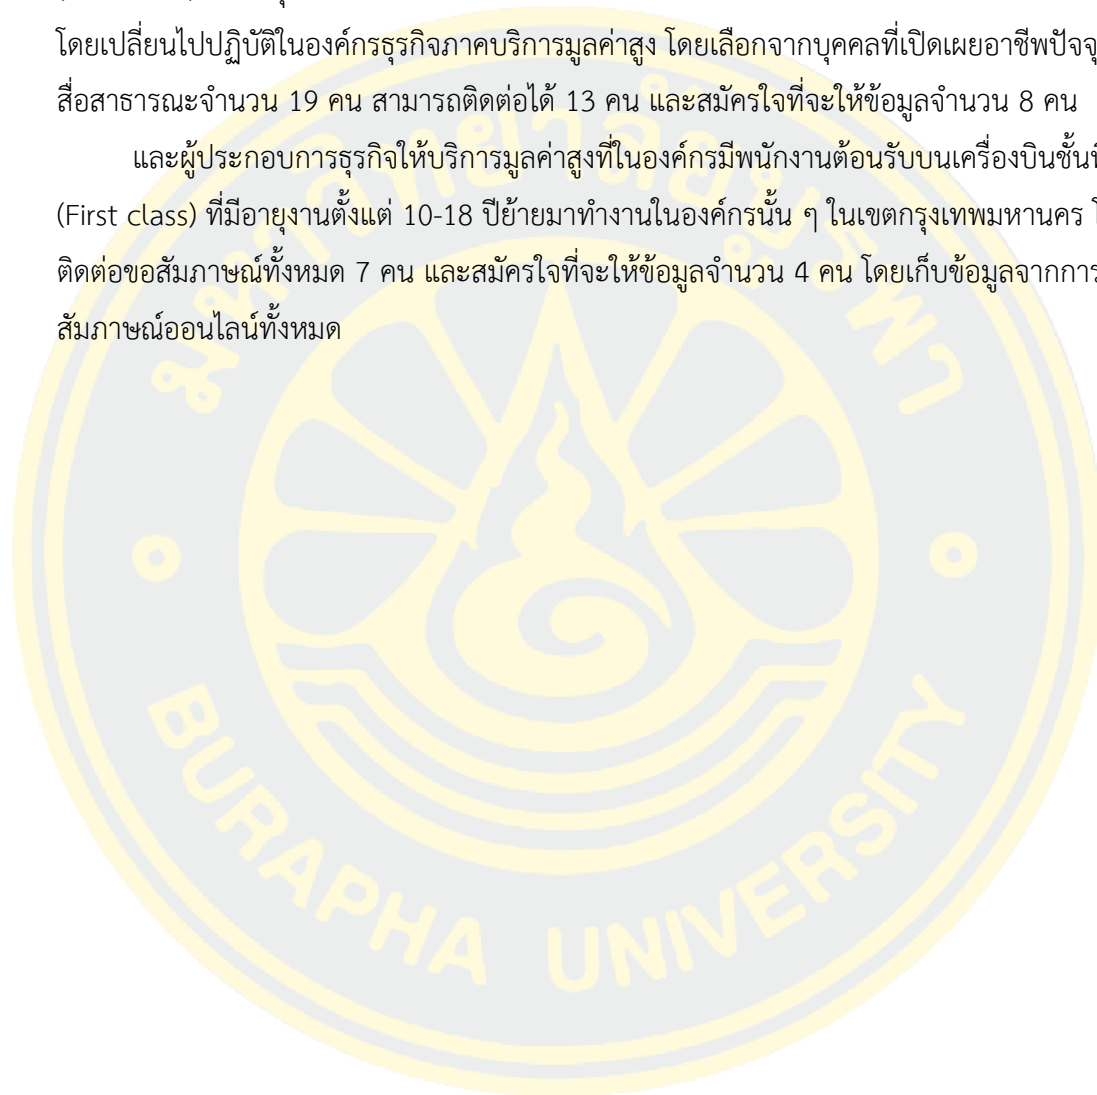 โดยเปลี่ยนไปปฏิบัติในองค์กรธุรกิจภาคบริการมูลค่าสูง โดยเลือกจากบุคคลที่เปิดเผยอาชีพปัจจุ
สื่อสาธารณะจำนวน 19 คน สามารถติดต่อได้ 13 คน และสมัครใจที่จะให้ข้อมูลจำนวน 8 คน
และผู้ประกอบการธุรกิจให้บริการมูลค่าสูงที่ในองค์กรมีพนักงานต้อนรับบนเครื่องบินชั้น
(First class) ที่มีอายุงานตั้งแต่ 10-18 ปีย้ายมาทำงานในองค์กรนั้น ๆ ในเขตกรุงเทพมหานคร
ติดต่อขอสัมภาษณ์ทั้งหมด 7 คน และสมัครใจที่จะให้ข้อมูลจำนวน 4 คน โดยเก็บข้อมูลจากการ
สัมภาษณ์ออนไลน์ทั้งหมด
มหาวิทยาลัยบูรพา
BURAPHA UNIVERSITY